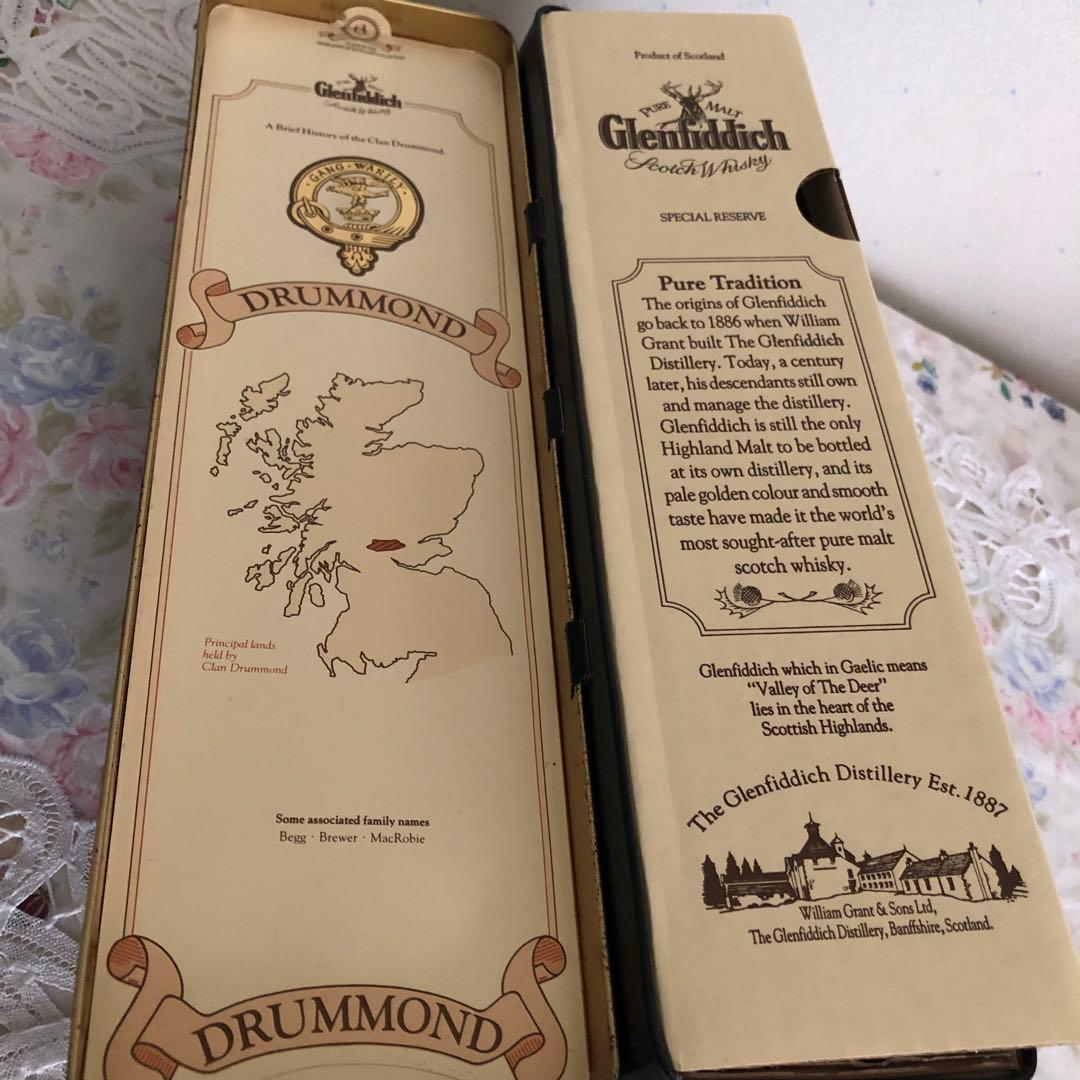 Glenfiddich
A Brief History of the Clan Drummond.
GANG · WARILY
DRUMMOND
Principal lands
held by
Clan Drummond
Some associated family names
Begg · Brewer · MacRobie
DRUMMOND
Product of Scotland
PURE MALT
Glenfiddich
Scotch Whisky
SPECIAL RESERVE
Pure Tradition
The origins of Glenfiddich
go back to 1886 when William
Grant built The Glenfiddich
Distillery. Today, a century
later, his descendants still own
and manage the distillery.
Glenfiddich is still the only
Highland Malt to be bottled
at its own distillery, and its
pale golden colour and smooth
taste have made it the world's
most sought-after pure malt
scotch whisky.
Glenfiddich which in Gaelic means
"Valley of The Deer"
lies in the heart of the
Scottish Highlands.
The Glenfiddich Distillery Est. 1887
William Grant & Sons Ltd,
The Glenfiddich Distillery, Banffshire, Scotland.